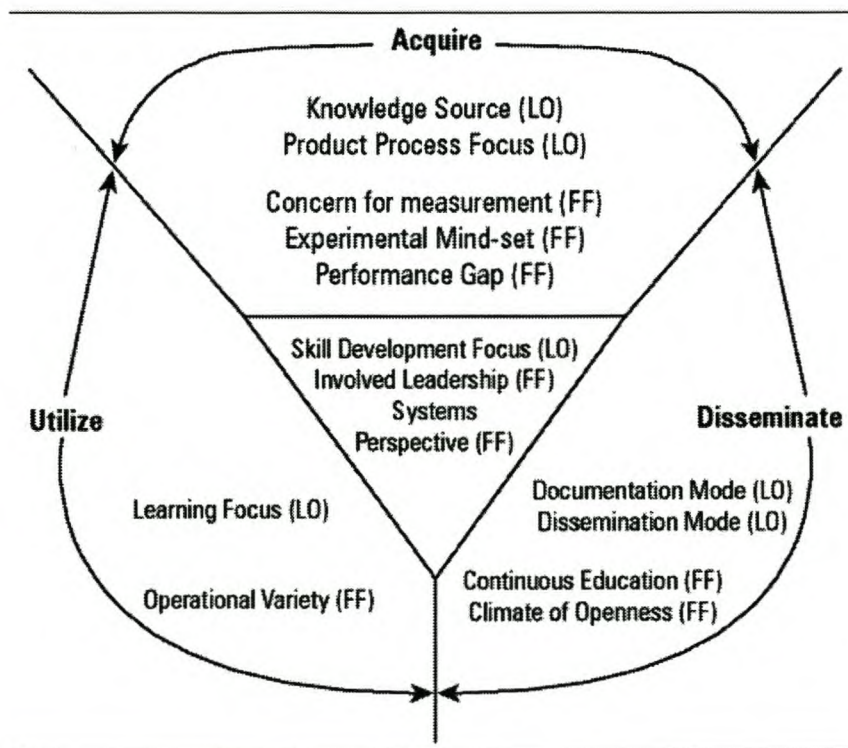 Acquire
Knowledge Source (LO)
Product Process Focus (LO)
Concern for measurement (FF)
Experimental Mind-set (FF)
Performance Gap (FF)
Skill Development Focus (LO)
Involved Leadership (FF)
Systems
Perspective (FF)
Utilize
Disseminate
Learning Focus (LO)
Operational Variety (FF)
Documentation Mode (LO)
Dissemination Mode (LO)
Continuous Education (FF)
Climate of Openness (FF)